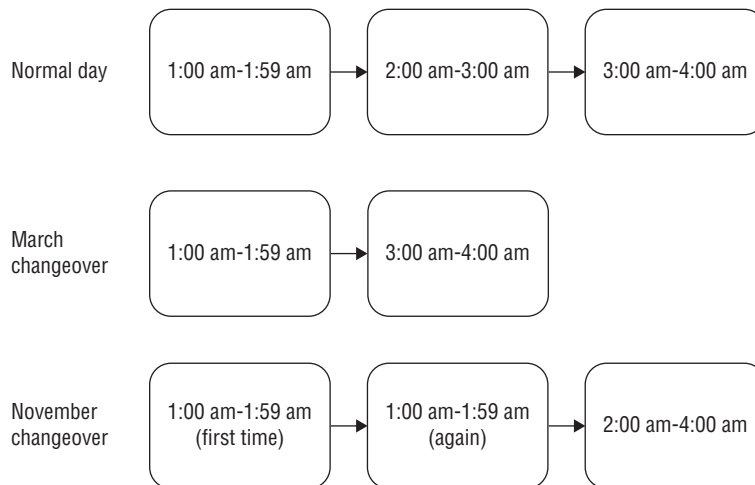 Normal day
1:00 am-1:59 am
2:00 am-3:00 am
3:00 am-4:00 am
March
changeover
1:00 am-1:59 am
3:00 am-4:00 am
November
changeover
1:00 am-1:59 am
(first time)
1:00 am-1:59 am
(again)
2:00 am-4:00 am